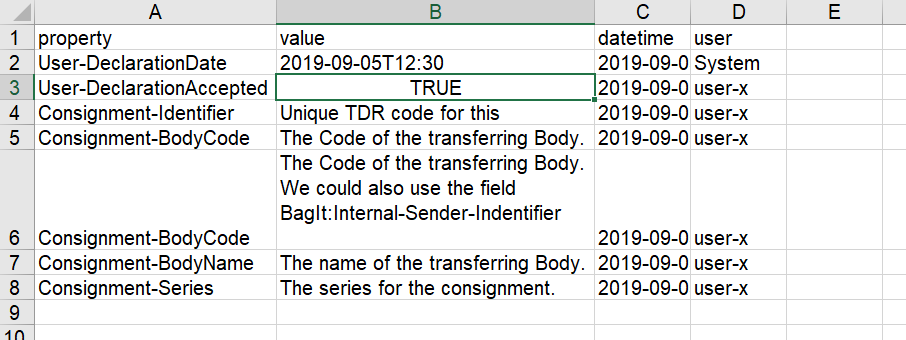 A B C D E
1 property value datetime user
2 User-DeclarationDate 2019-09-05T12:30 2019-09-0 System
3 User-DeclarationAccepted TRUE 2019-09-0 user-x
4 Consignment-Identifier Unique TDR code for this 2019-09-0 user-x
5 Consignment-BodyCode The Code of the transferring Body. 2019-09-0 user-x
The Code of the transferring Body.
We could also use the field
BagIt:Internal-Sender-Indentifier
6 Consignment-BodyCode 2019-09-0 user-x
7 Consignment-BodyName The name of the transferring Body. 2019-09-0 user-x
8 Consignment-Series The series for the consignment. 2019-09-0 user-x
9
10